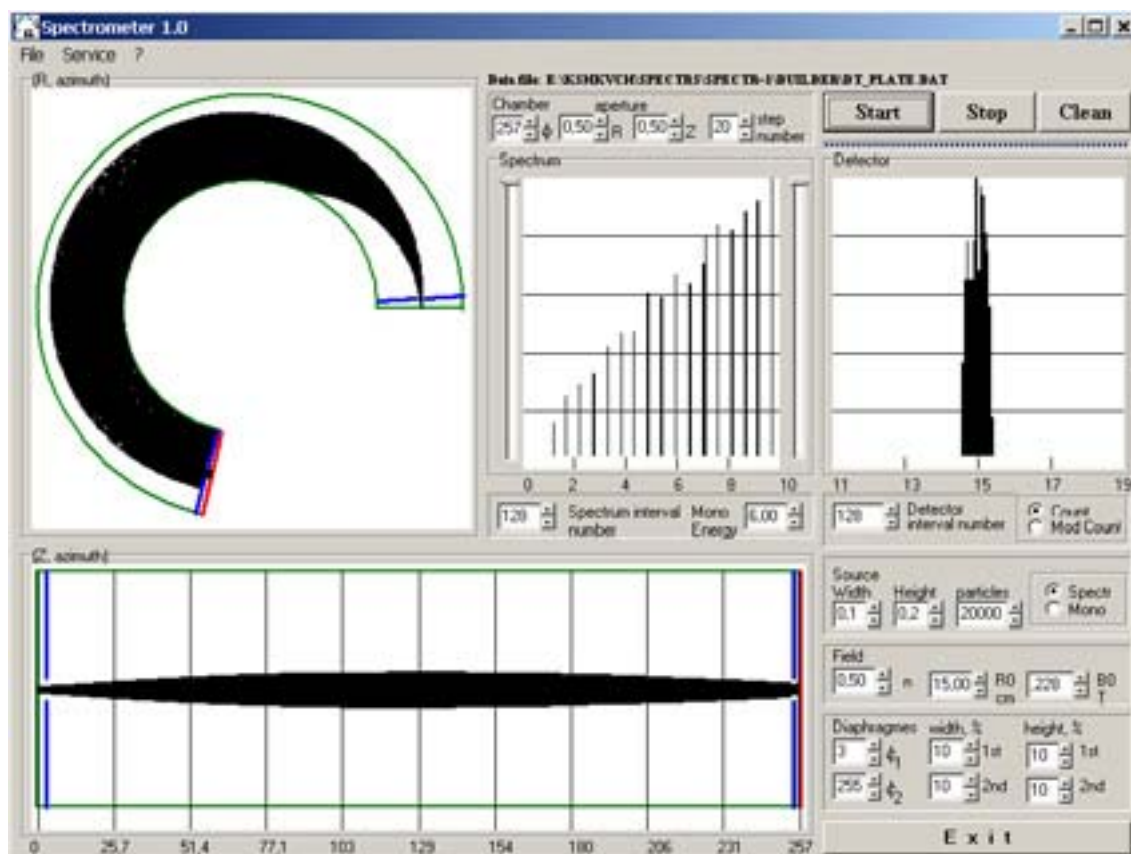 Spectrometer 1.0
File Service ?
(R, azimuth)
Data file: E:\KSHKVCH\SPECTRS\SPECTR~1\BUILDER\DT_PLATE.DAT
Chamber aperture
257 ϕ 0,50 R 0,50 Z 20 step number
Start Stop Clean
Spectrum
Detector
0 2 4 6 8 10
11 13 15 17 19
128 Spectrum interval number Mono Energy 6,00
128 Detector interval number Count
Mod Count
(Z, azimuth)
0 25.7 51.4 77.1 103 129 154 180 206 231 257
Source
Width Height particles
0,1 0,2 20000
Spectr
Mono
Field
0,50 n 15,00 R0 cm ,228 B0 T
Diaphragmes width, % height, %
3 ϕ1 10 1st 10 1st
255 ϕ2 10 2nd 10 2nd
Exit